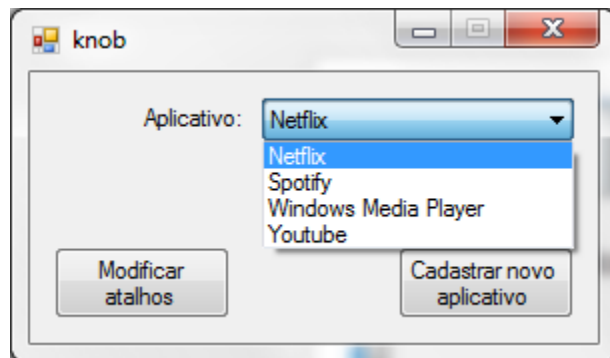 knob
Aplicativo:
Netflix
Netflix
Spotify
Windows Media Player
Youtube
Modificar
atalhos
Cadastrar novo
aplicativo